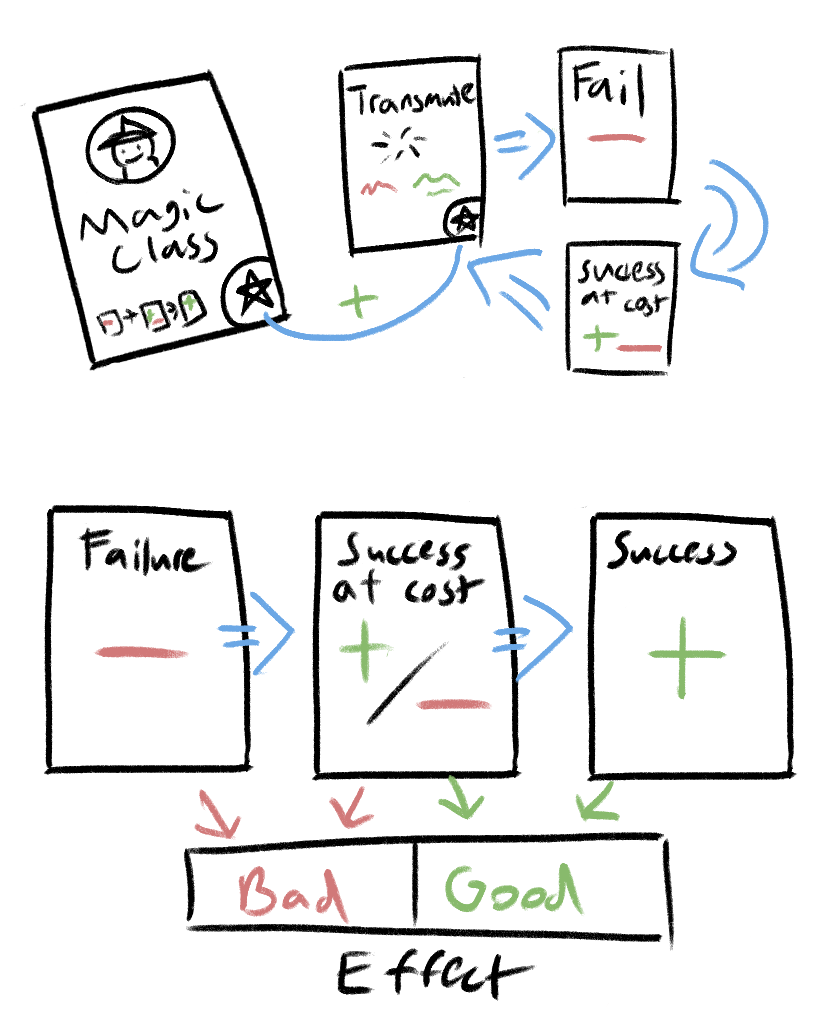 Magic
Class
Transmute
Fail
Success
at cost
Failure
Success
at cost
Success
Bad
Good
Effect